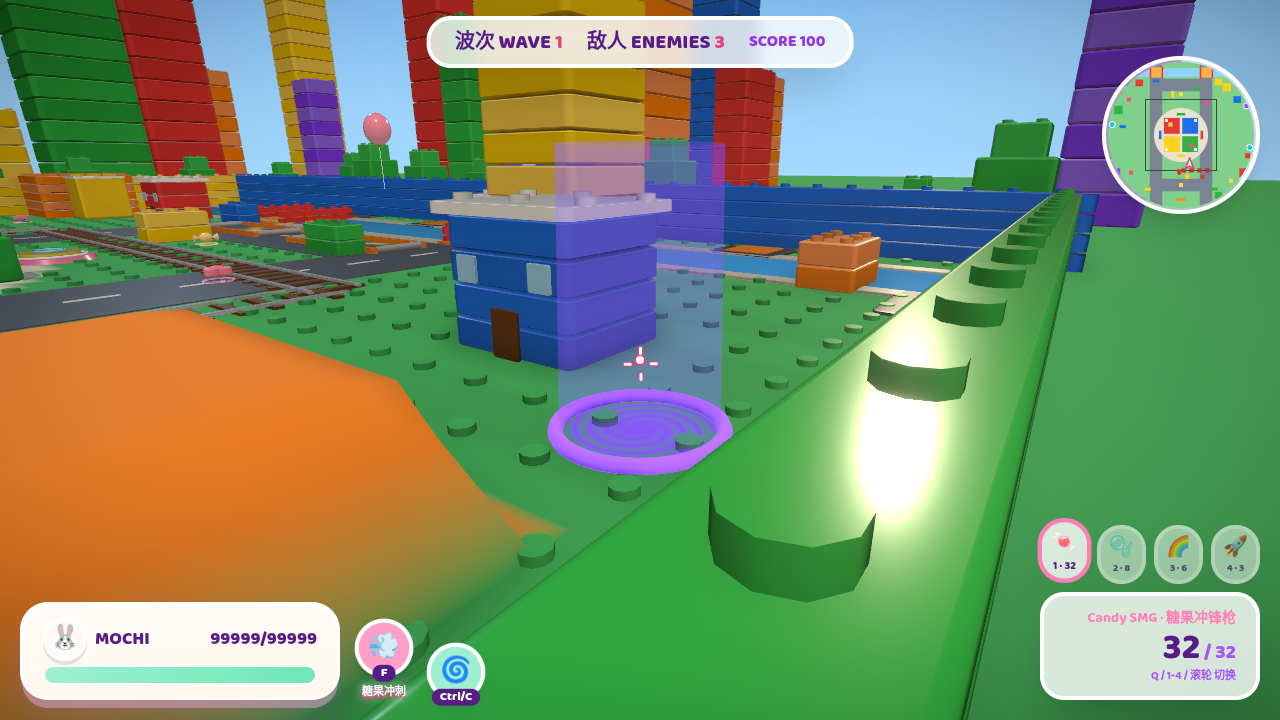 波次 WAVE 1 敌人 ENEMIES 3 SCORE 100
1·32 2·8 3·6 4·3
MOCHI 99999/99999
F
糖果冲刺
Ctrl/C
Candy SMG · 糖果冲锋枪
32 / 32
Q / 1-4 / 滚轮 切换